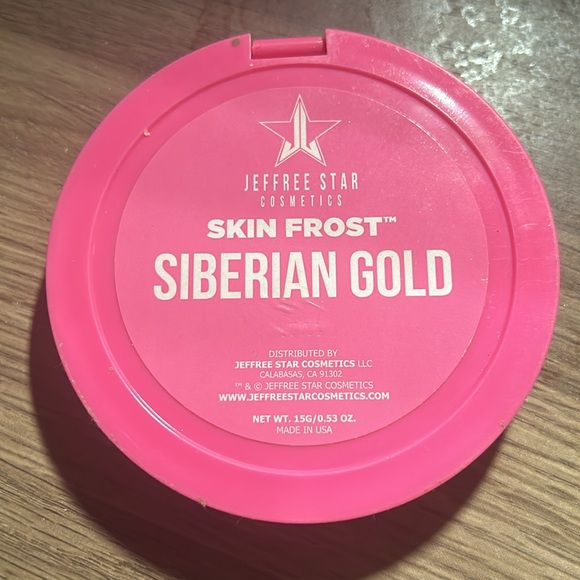 JEFFREE STAR
COSMETICS
SKIN FROST™
SIBERIAN GOLD
DISTRIBUTED BY
JEFFREE STAR COSMETICS LLC
CALABASAS, CA 91302
™ & © JEFFREE STAR COSMETICS
WWW.JEFFREESTARCOSMETICS.COM
NET WT. 15G/0.53 OZ.
MADE IN USA